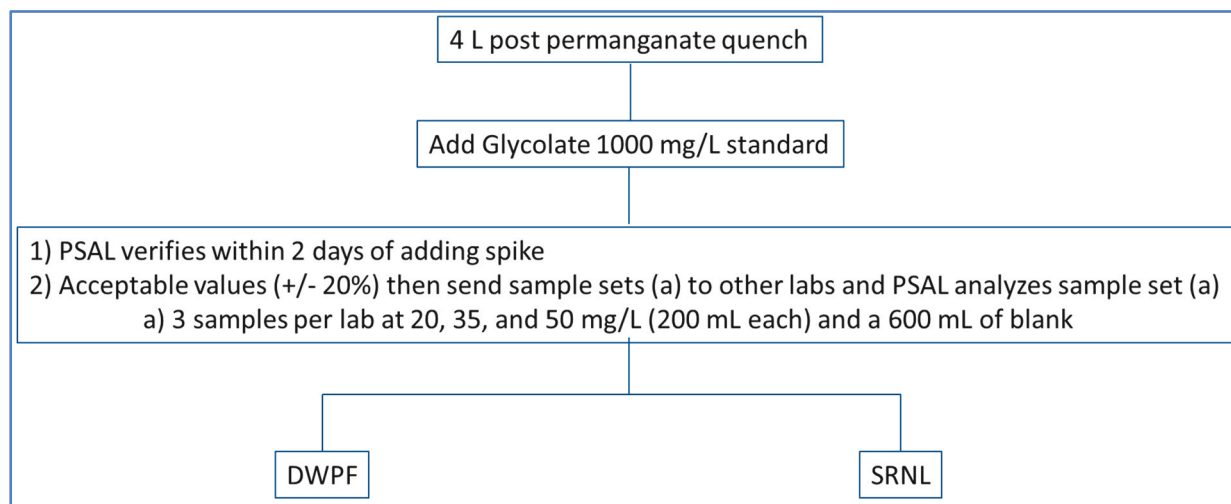 4 L post permanganate quench
Add Glycolate 1000 mg/L standard
1) PSAL verifies within 2 days of adding spike
2) Acceptable values (+/- 20%) then send sample sets (a) to other labs and PSAL analyzes sample set (a)
a) 3 samples per lab at 20, 35, and 50 mg/L (200 mL each) and a 600 mL of blank
DWPF
SRNL